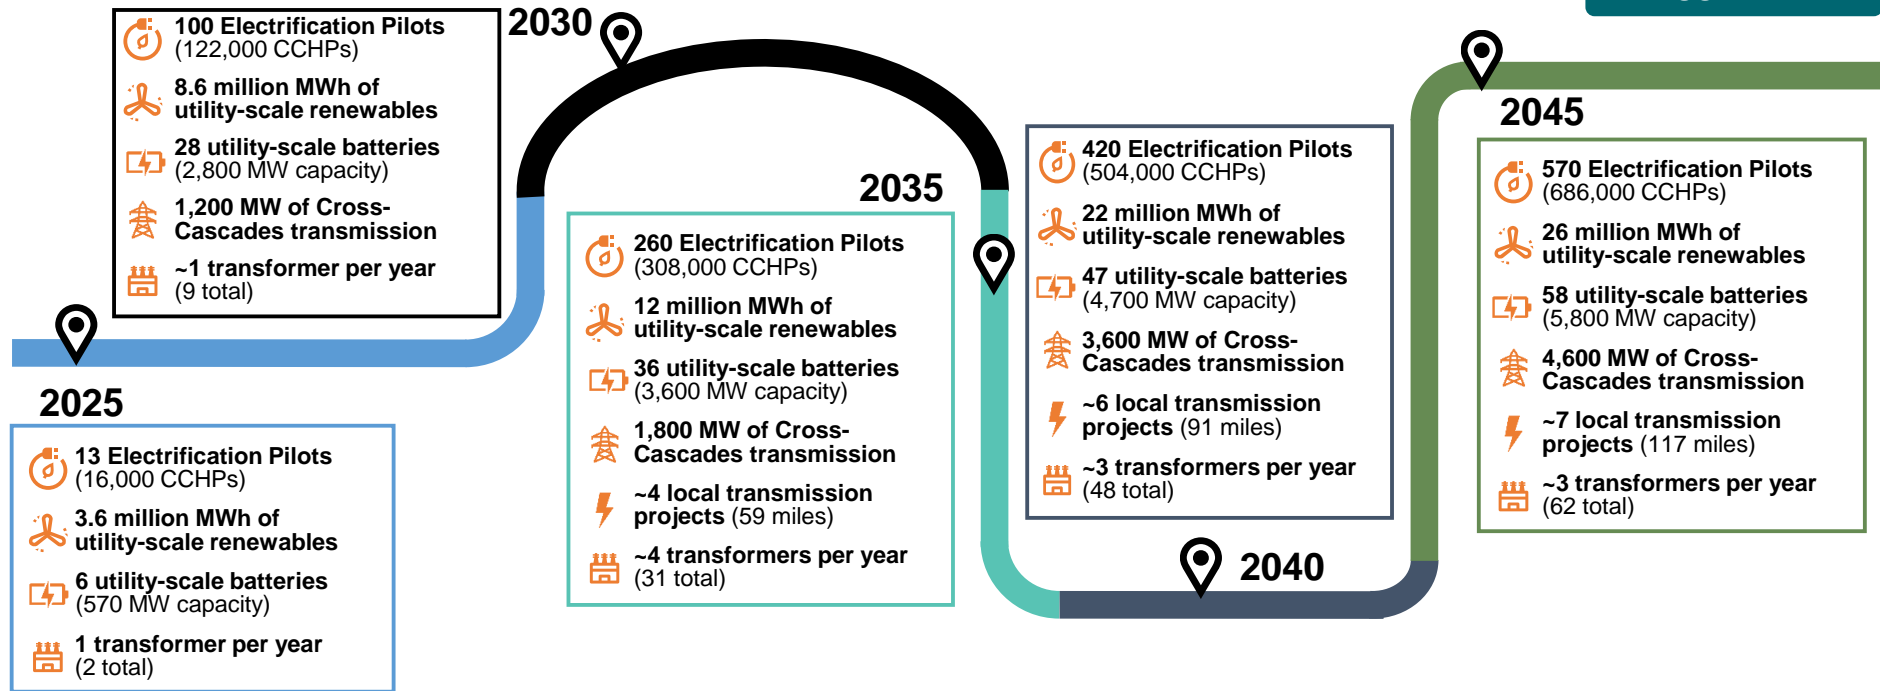 2025
13 Electrification Pilots
(16,000 CCHPs)
3.6 million MWh of
utility-scale renewables
6 utility-scale batteries
(570 MW capacity)
1 transformer per year
(2 total)
2030
100 Electrification Pilots
(122,000 CCHPs)
8.6 million MWh of
utility-scale renewables
28 utility-scale batteries
(2,800 MW capacity)
1,200 MW of Cross-
Cascades transmission
~1 transformer per year
(9 total)
2035
260 Electrification Pilots
(308,000 CCHPs)
12 million MWh of
utility-scale renewables
36 utility-scale batteries
(3,600 MW capacity)
1,800 MW of Cross-
Cascades transmission
~4 local transmission
projects (59 miles)
~4 transformers per year
(31 total)
2040
420 Electrification Pilots
(504,000 CCHPs)
22 million MWh of
utility-scale renewables
47 utility-scale batteries
(4,700 MW capacity)
3,600 MW of Cross-
Cascades transmission
~6 local transmission
projects (91 miles)
~3 transformers per year
(48 total)
2045
570 Electrification Pilots
(686,000 CCHPs)
26 million MWh of
utility-scale renewables
58 utility-scale batteries
(5,800 MW capacity)
4,600 MW of Cross-
Cascades transmission
~7 local transmission
projects (117 miles)
~3 transformers per year
(62 total)